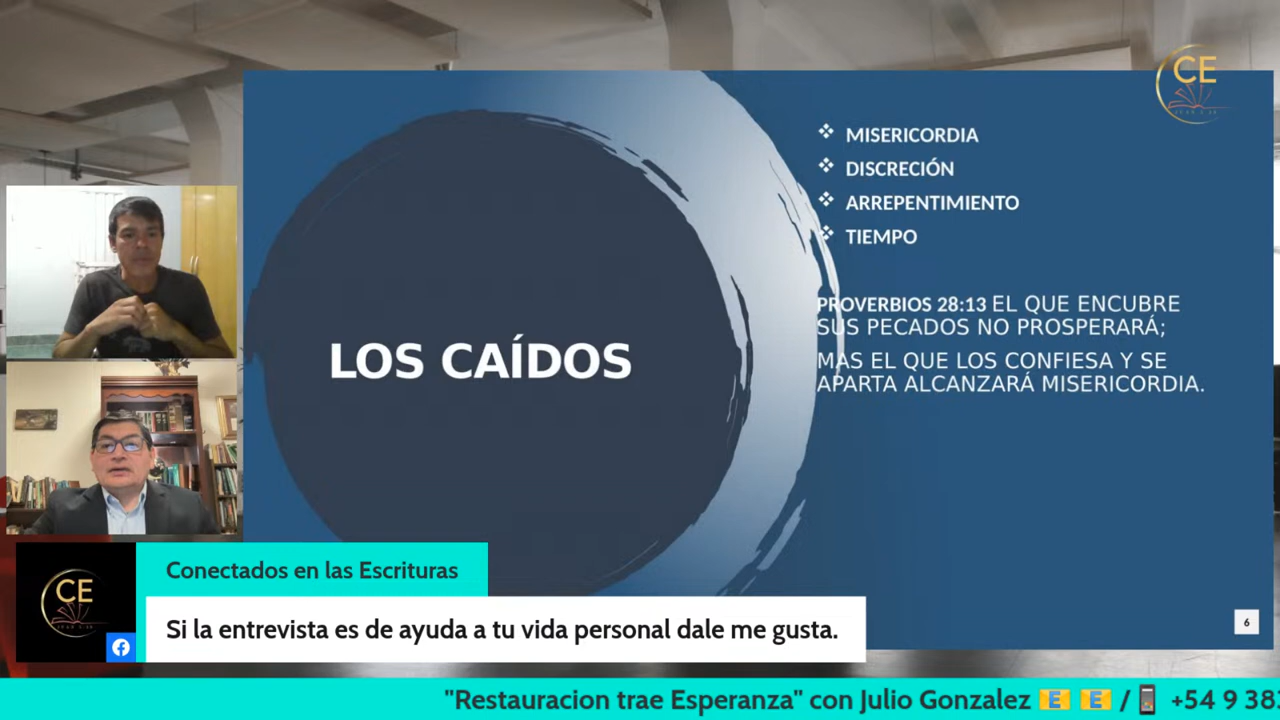 CE
MISERICORDIA
DISCRECIÓN
ARREPENTIMIENTO
TIEMPO
PROVERBIOS 28:13 EL QUE ENCUBRE
SUS PECADOS NO PROSPERARÁ;
MAS EL QUE LOS CONFIESA Y SE
APARTA ALCANZARÁ MISERICORDIA.
LOS CAÍDOS
6
CE
Conectados en las Escrituras
Si la entrevista es de ayuda a tu vida personal dale me gusta.
"Restauracion trae Esperanza" con Julio Gonzalez 📧 📧 / 📱 +54 9 383